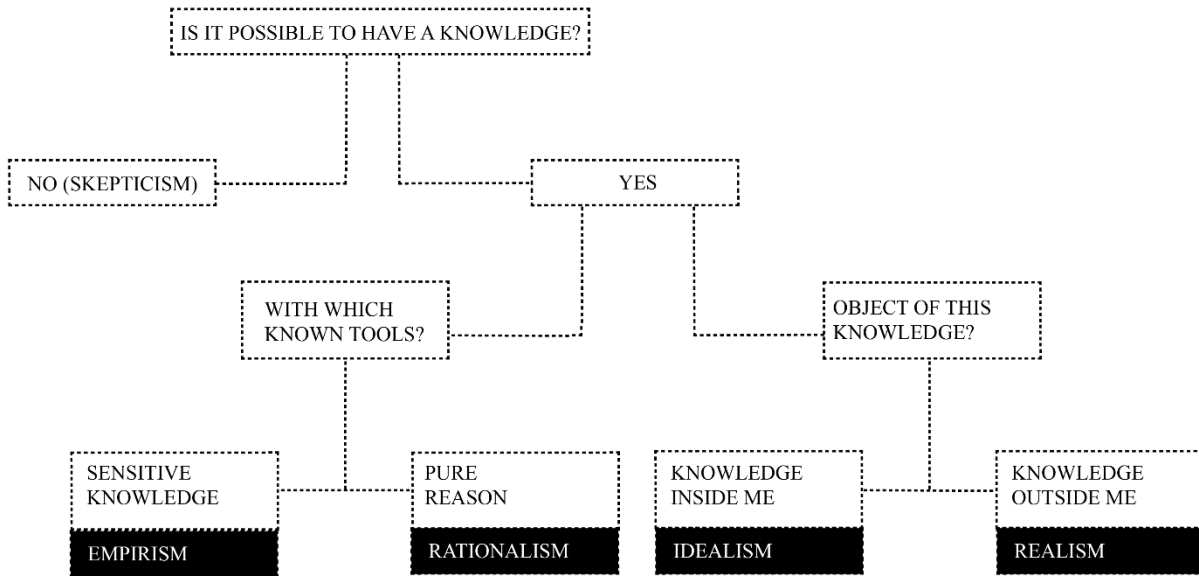 IS IT POSSIBLE TO HAVE A KNOWLEDGE?
NO (SKEPTICISM)
YES
WITH WHICH
KNOWN TOOLS?
OBJECT OF THIS
KNOWLEDGE?
SENSITIVE
KNOWLEDGE
EMPIRISM
PURE
REASON
RATIONALISM
KNOWLEDGE
INSIDE ME
IDEALISM
KNOWLEDGE
OUTSIDE ME
REALISM